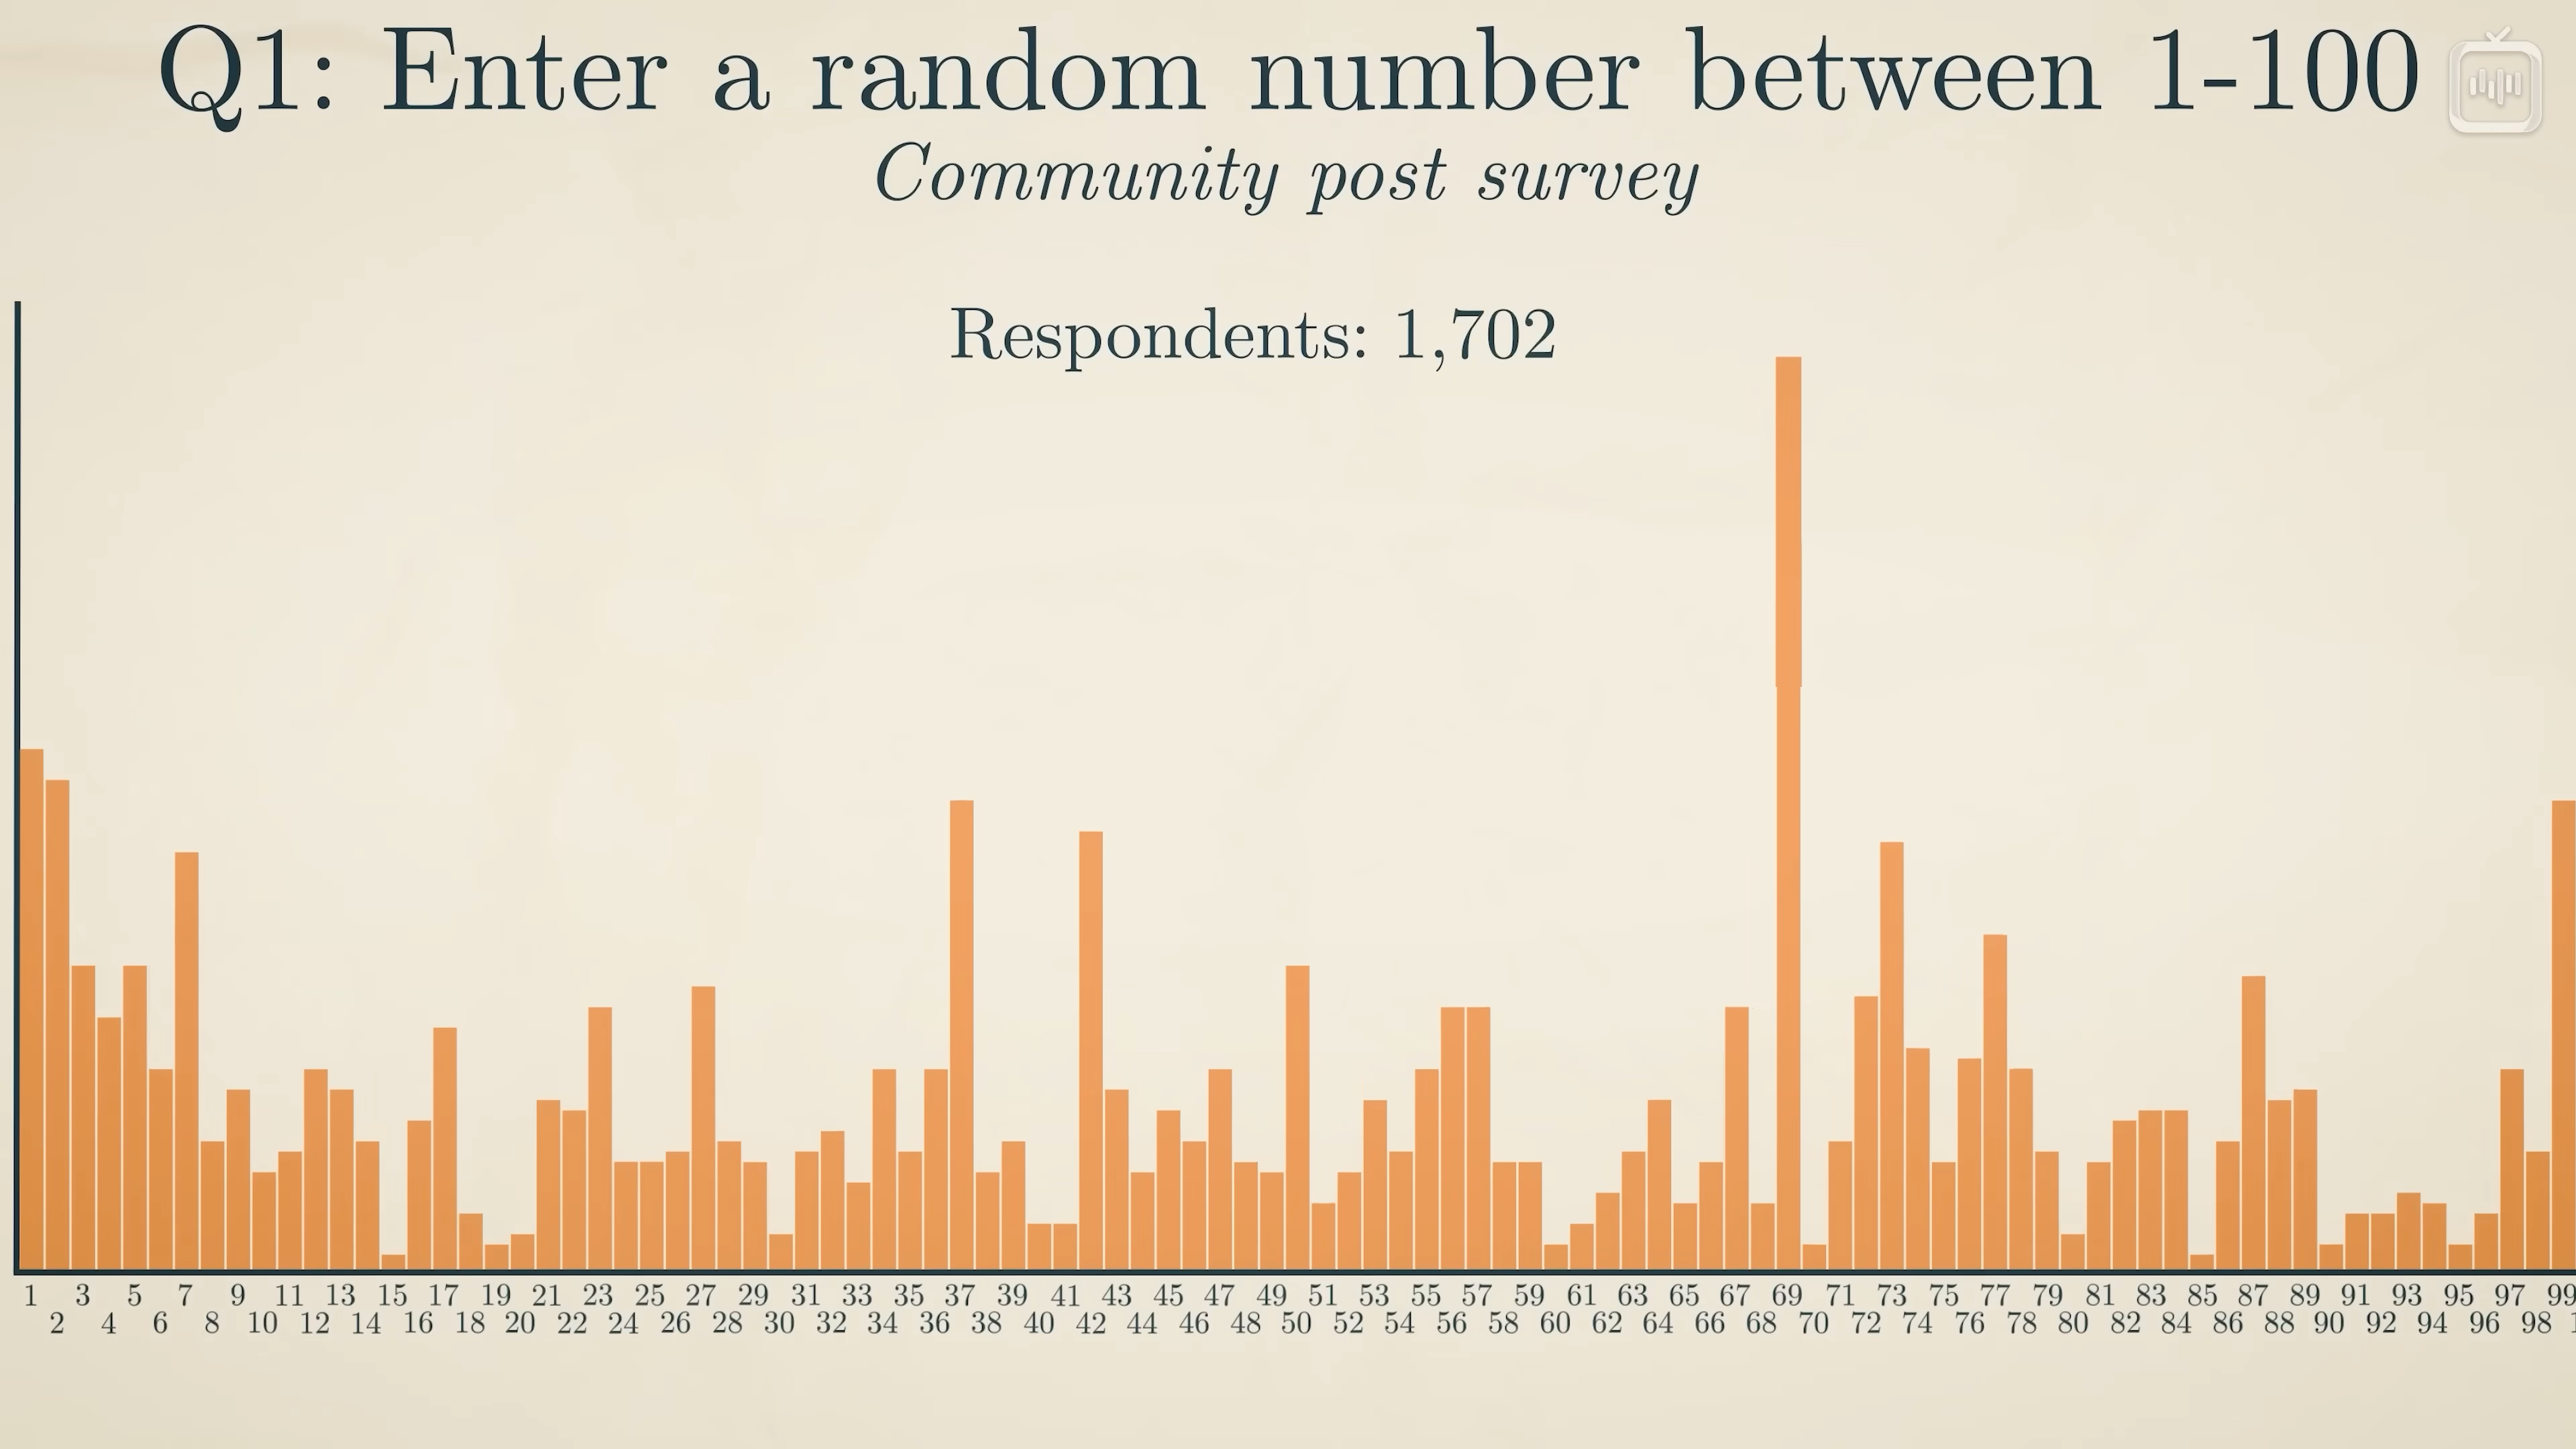 Q1: Enter a random number between 1-100
Community post survey
Respondents: 1,702
1 3 5 7 9 11 13 15 17 19 21 23 25 27 29 31 33 35 37 39 41 43 45 47 49 51 53 55 57 59 61 63 65 67 69 71 73 75 77 79 81 83 85 87 89 91 93 95 97 99
2 4 6 8 10 12 14 16 18 20 22 24 26 28 30 32 34 36 38 40 42 44 46 48 50 52 54 56 58 60 62 64 66 68 70 72 74 76 78 80 82 84 86 88 90 92 94 96 98